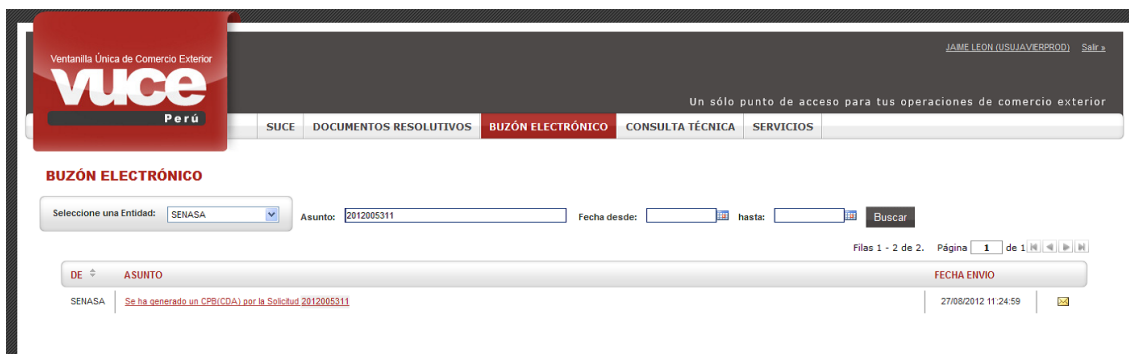 JAIME LEON (USUJAVIERPROD) Salir »
Ventanilla Única de Comercio Exterior
vuce
Perú
Un sólo punto de acceso para tus operaciones de comercio exterior
SUCE DOCUMENTOS RESOLUTIVOS BUZÓN ELECTRÓNICO CONSULTA TÉCNICA SERVICIOS
BUZÓN ELECTRÓNICO
Seleccione una Entidad: SENASA Asunto: 2012005311 Fecha desde: hasta: Buscar
Filas 1 - 2 de 2. Página 1 de 1
DE ASUNTO FECHA ENVIO
SENASA Se ha generado un CPB(CDA) por la Solicitud 2012005311 27/08/2012 11:24:59